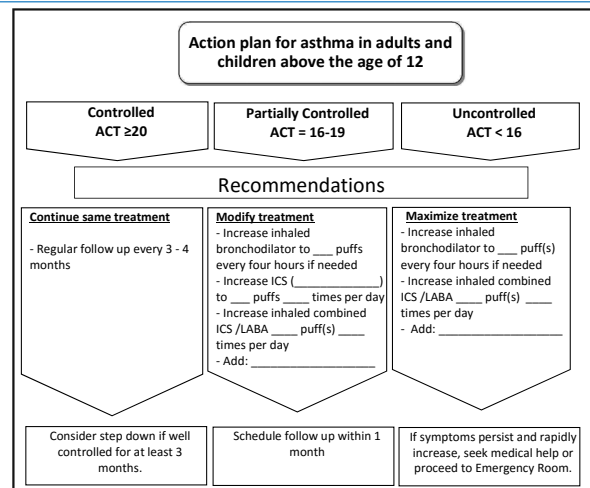 Action plan for asthma in adults and
children above the age of 12
Controlled
ACT ≥20
Partially Controlled
ACT = 16-19
Uncontrolled
ACT < 16
Recommendations
Continue same treatment
- Regular follow up every 3 - 4
months
Modify treatment
- Increase inhaled
bronchodilator to ___ puffs
every four hours if needed
- Increase ICS (_____________)
to ___ puffs ____ times per day
- Increase inhaled combined
ICS /LABA ____ puff(s) ____
times per day
- Add: ___________________
Maximize treatment
- Increase inhaled
bronchodilator to ___ puff(s)
every four hours if needed
- Increase inhaled combined
ICS /LABA ____ puff(s) ____
times per day
- Add: ___________________
Consider step down if well
controlled for at least 3
months.
Schedule follow up within 1
month
If symptoms persist and rapidly
increase, seek medical help or
proceed to Emergency Room.